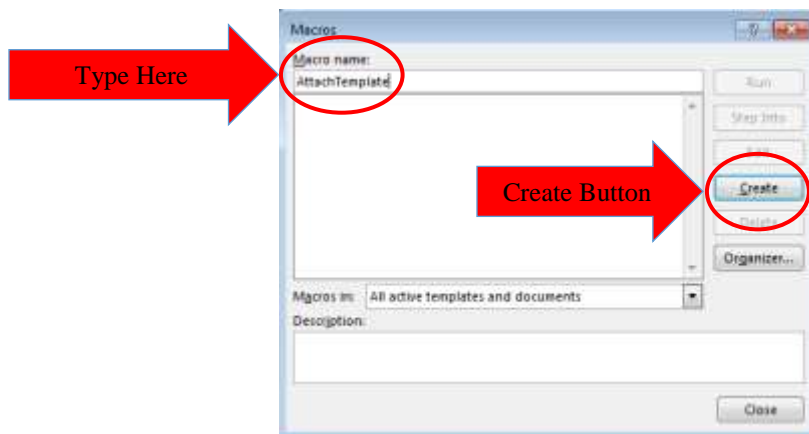 Macros
Macro name:
Type Here
AttachTemplate
Run
Step Into
Edit
Create Button
Create
Delete
Organizer...
Macros in: All active templates and documents
Description:
Close